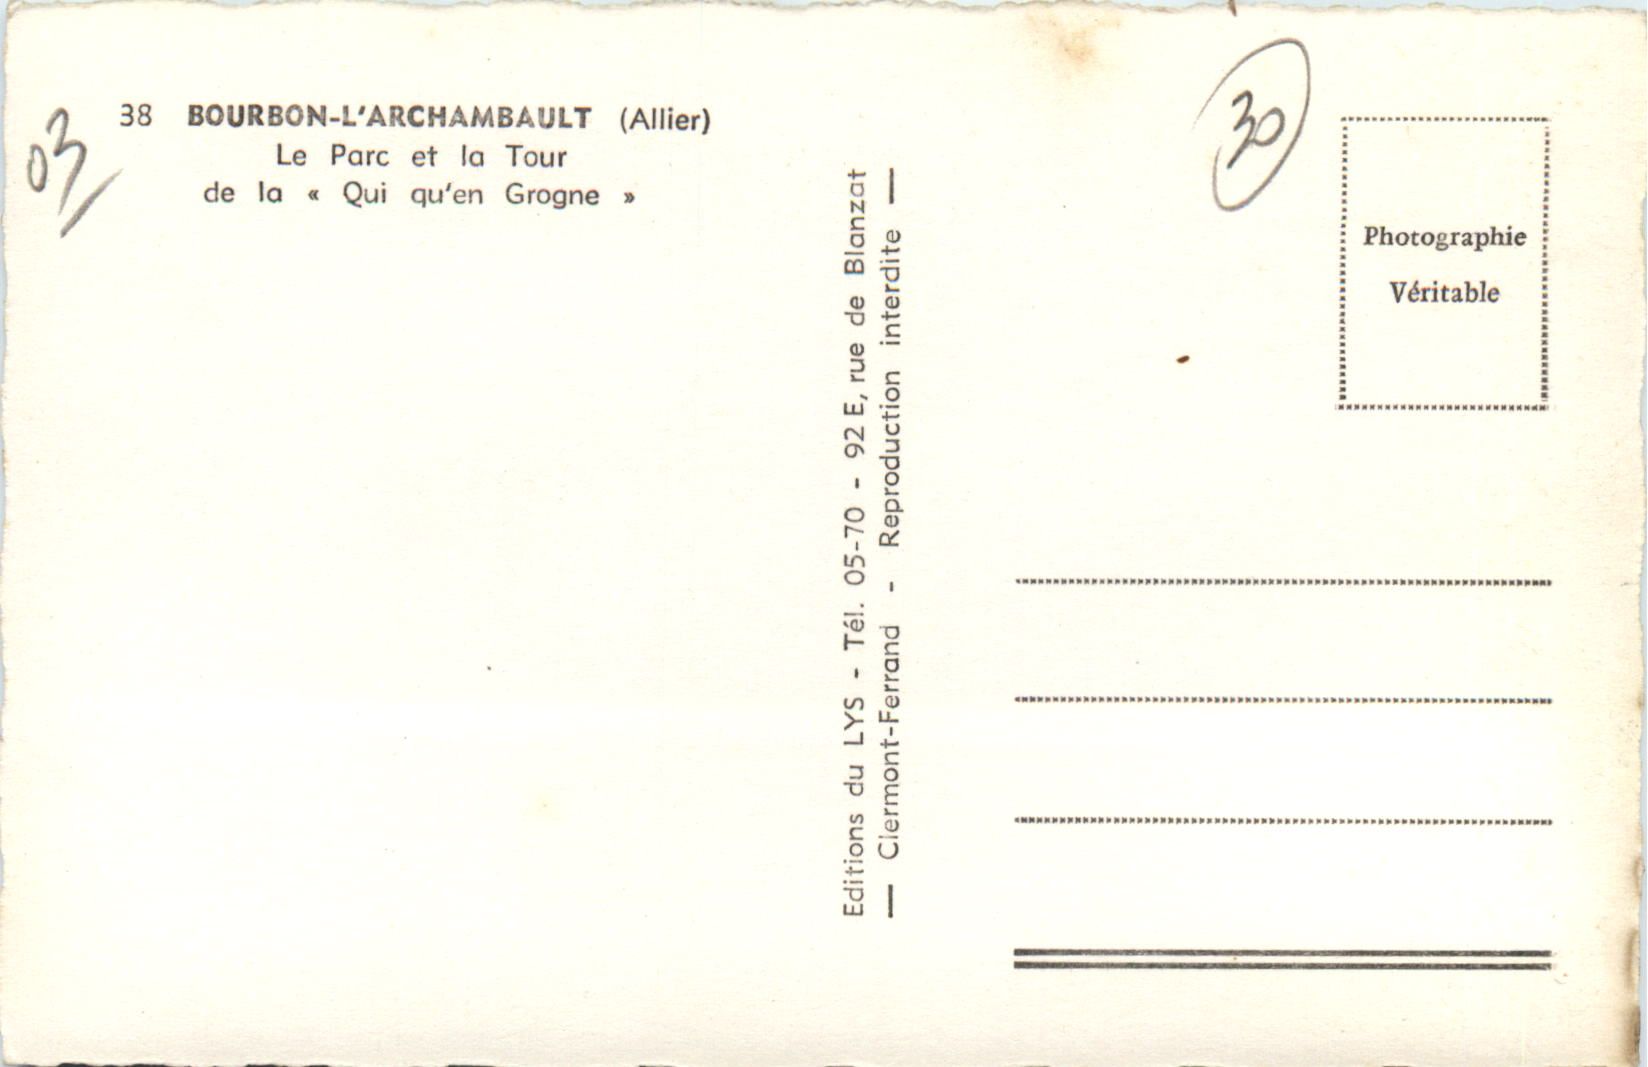 03
38 BOURBON-L'ARCHAMBAULT (Allier)
Le Parc et la Tour
de la « Qui qu'en Grogne »
Editions du LYS - Tél. 05-70 - 92 E, rue de Blanzat
— Clermont-Ferrand - Reproduction interdite —
30
Photographie
Véritable